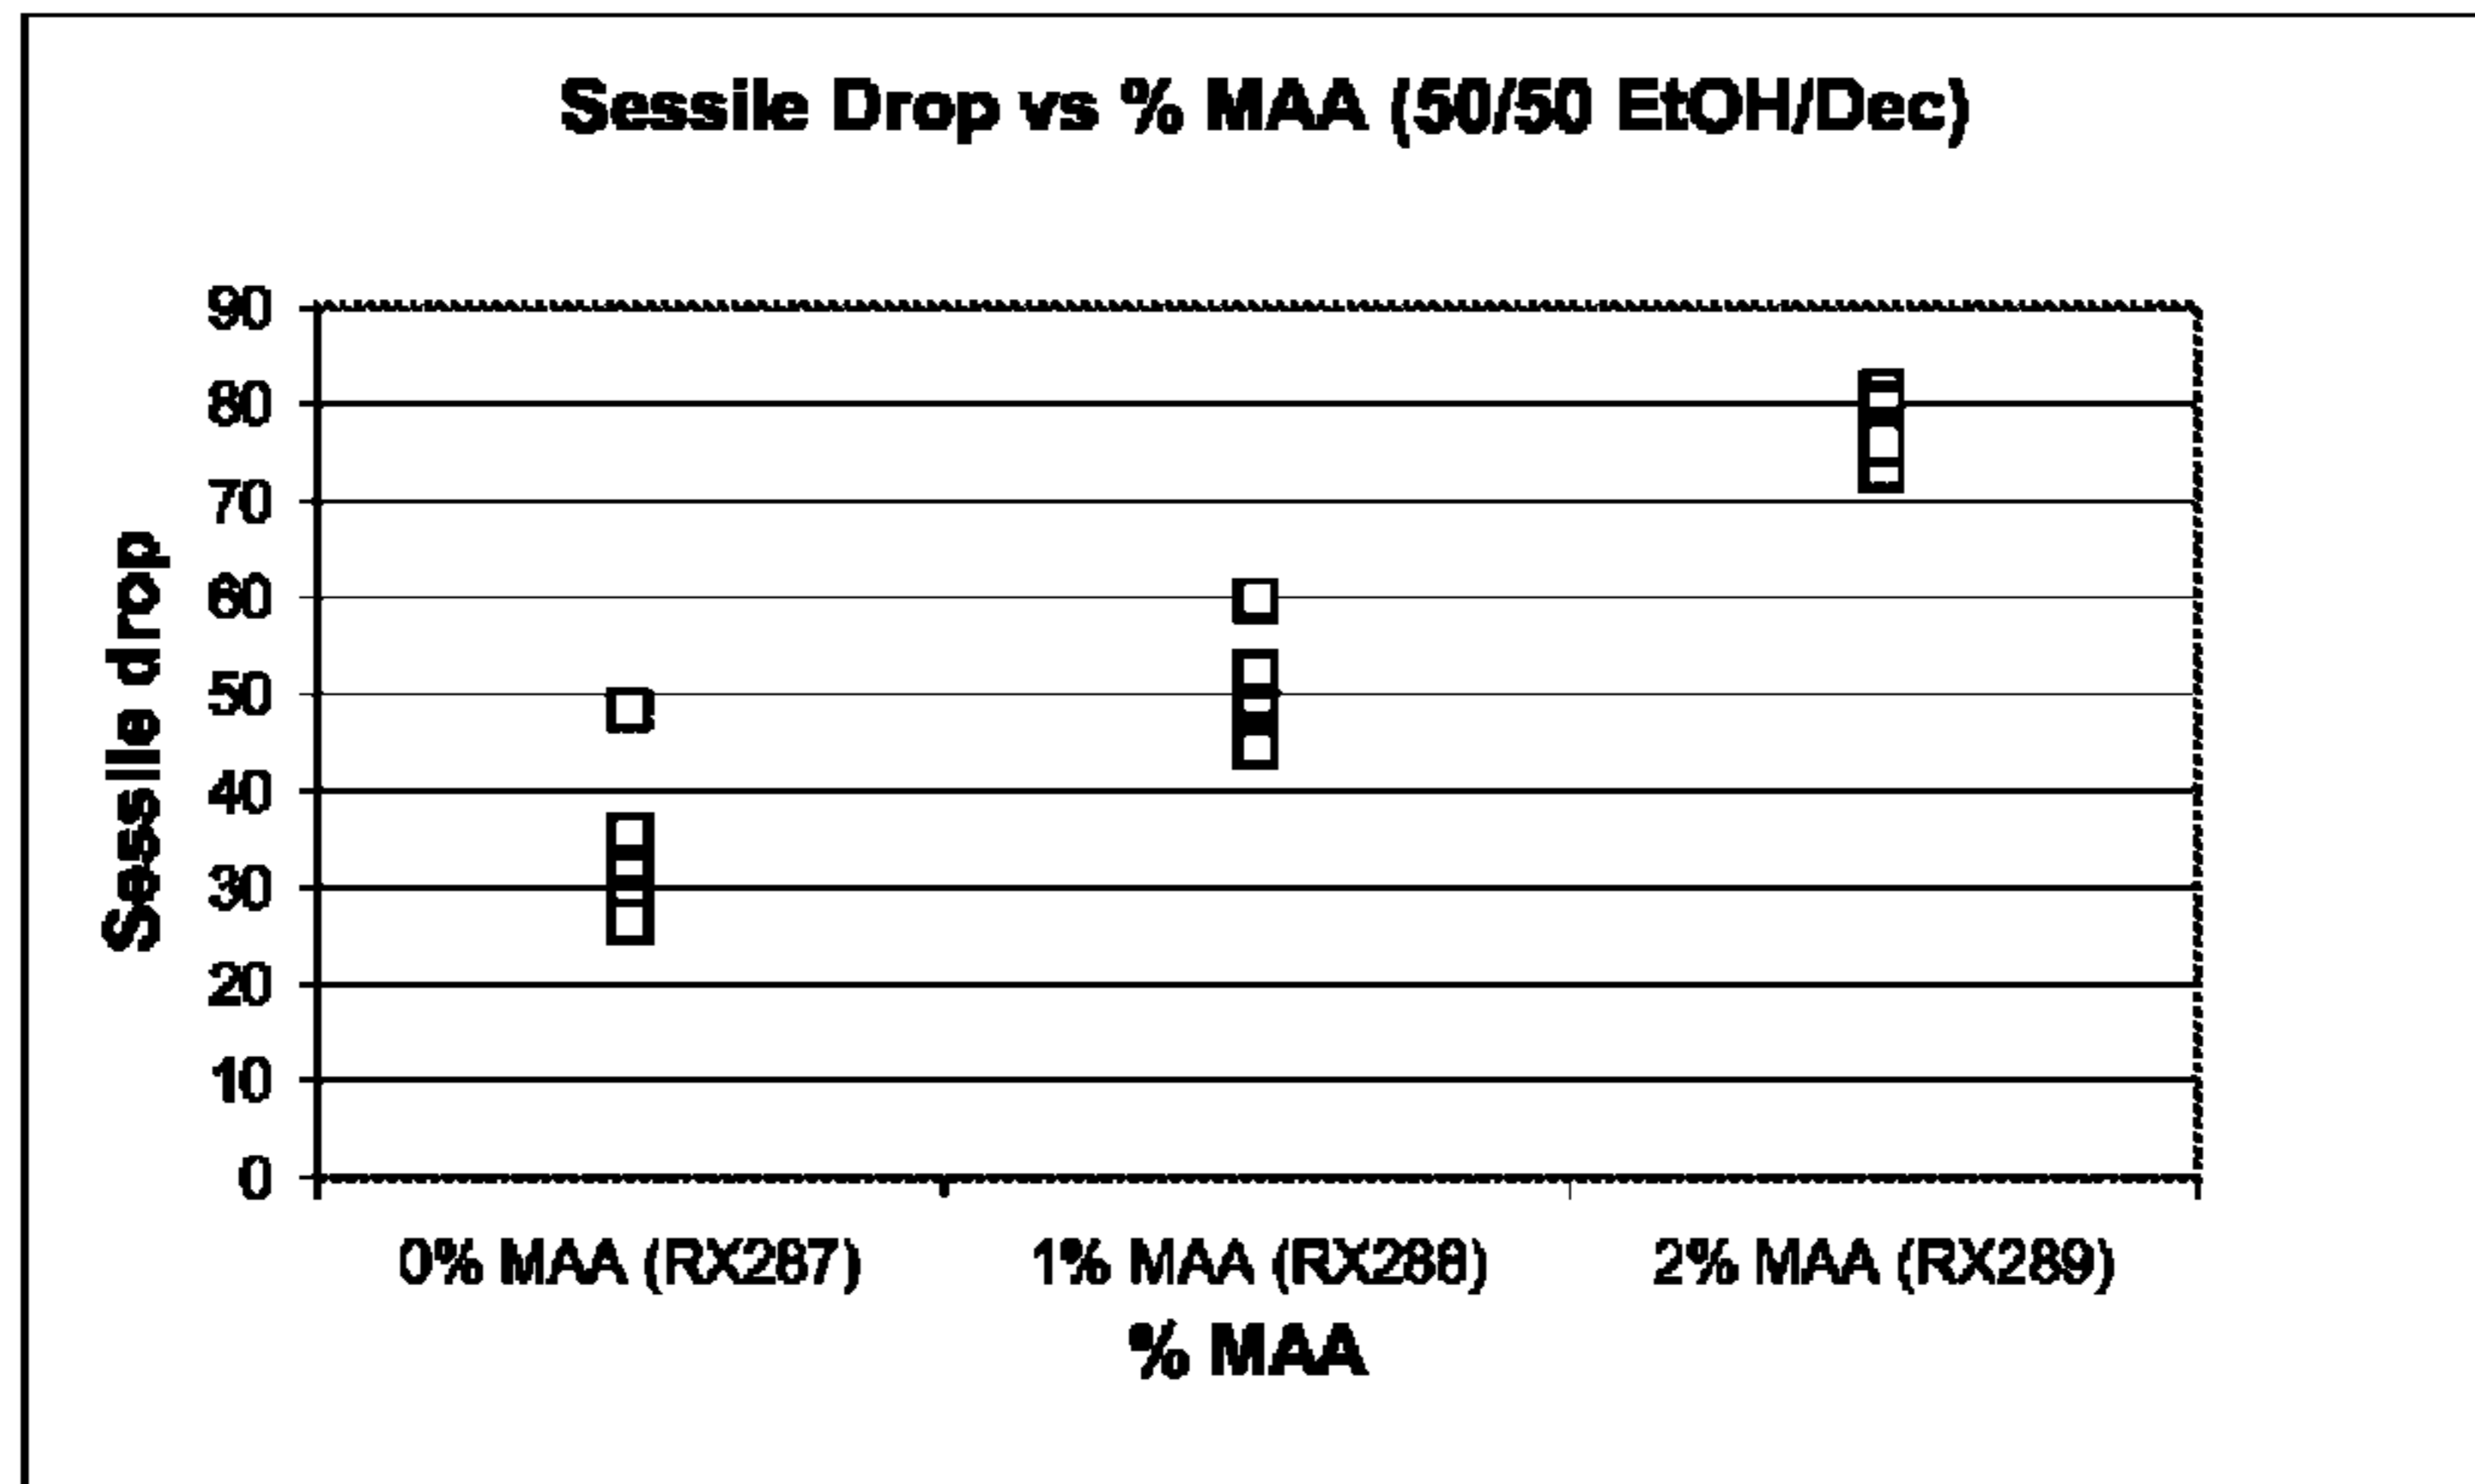 Sessile Drop vs % MAA (50/50 EtOH/Dec)
90
80
70
60
50
40
30
20
10
0
Sessile drop
0% MAA (RX287)
1% MAA (RX288)
2% MAA (RX289)
% MAA